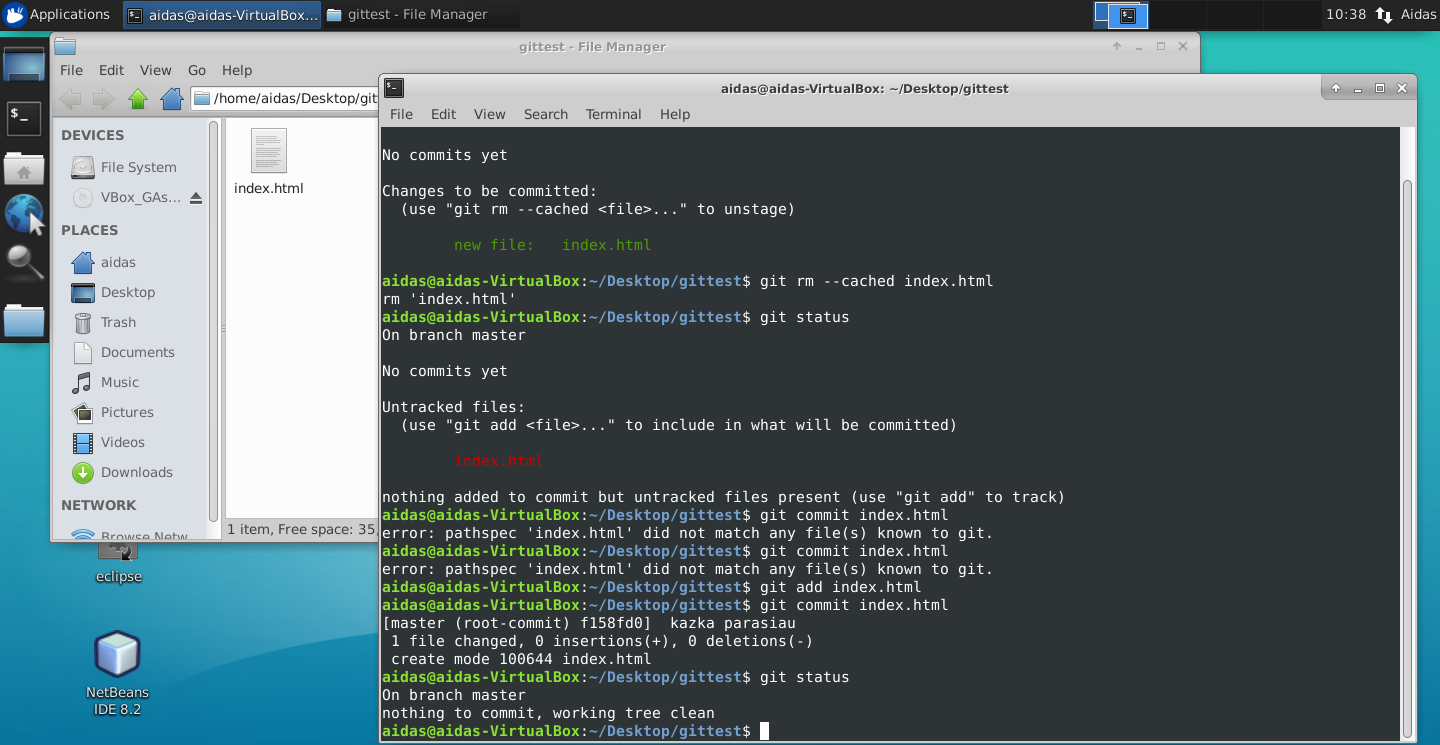 Applications
aidas@aidas-VirtualBox...
gittest - File Manager
10:38
Aidas
gittest - File Manager
File Edit View Go Help
/home/aidas/Desktop/git
DEVICES
File System
VBox_GAs...
PLACES
aidas
Desktop
Trash
Documents
Music
Pictures
Videos
Downloads
NETWORK
Browse Netw
index.html
1 item, Free space: 35,
eclipse
NetBeans
IDE 8.2
aidas@aidas-VirtualBox: ~/Desktop/gittest
File Edit View Search Terminal Help
No commits yet
Changes to be committed:
  (use "git rm --cached <file>..." to unstage)
        new file:   index.html
aidas@aidas-VirtualBox:~/Desktop/gittest$ git rm --cached index.html
rm 'index.html'
aidas@aidas-VirtualBox:~/Desktop/gittest$ git status
On branch master
No commits yet
Untracked files:
  (use "git add <file>..." to include in what will be committed)
        index.html
nothing added to commit but untracked files present (use "git add" to track)
aidas@aidas-VirtualBox:~/Desktop/gittest$ git commit index.html
error: pathspec 'index.html' did not match any file(s) known to git.
aidas@aidas-VirtualBox:~/Desktop/gittest$ git commit index.html
error: pathspec 'index.html' did not match any file(s) known to git.
aidas@aidas-VirtualBox:~/Desktop/gittest$ git add index.html
aidas@aidas-VirtualBox:~/Desktop/gittest$ git commit index.html
[master (root-commit) f158fd0]  kazka parasiau
 1 file changed, 0 insertions(+), 0 deletions(-)
 create mode 100644 index.html
aidas@aidas-VirtualBox:~/Desktop/gittest$ git status
On branch master
nothing to commit, working tree clean
aidas@aidas-VirtualBox:~/Desktop/gittest$